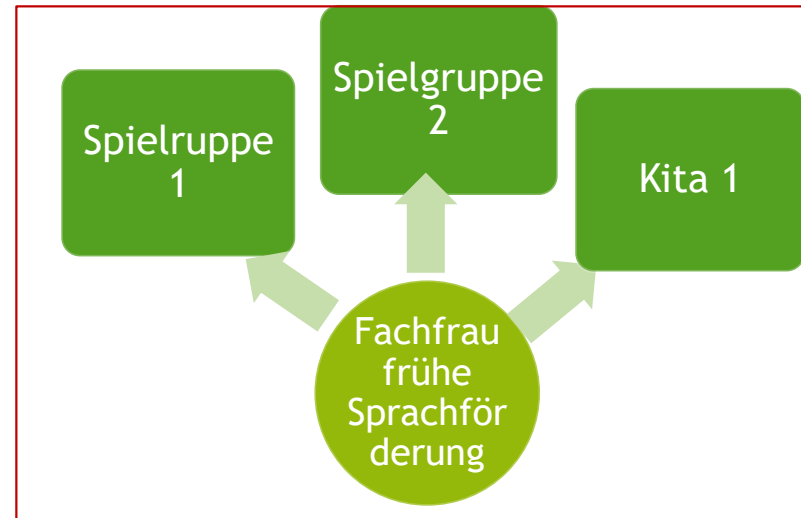 Spielruppe
1
Spielgruppe
2
Kita 1
Fachfrau
frühe
Sprachför
derung